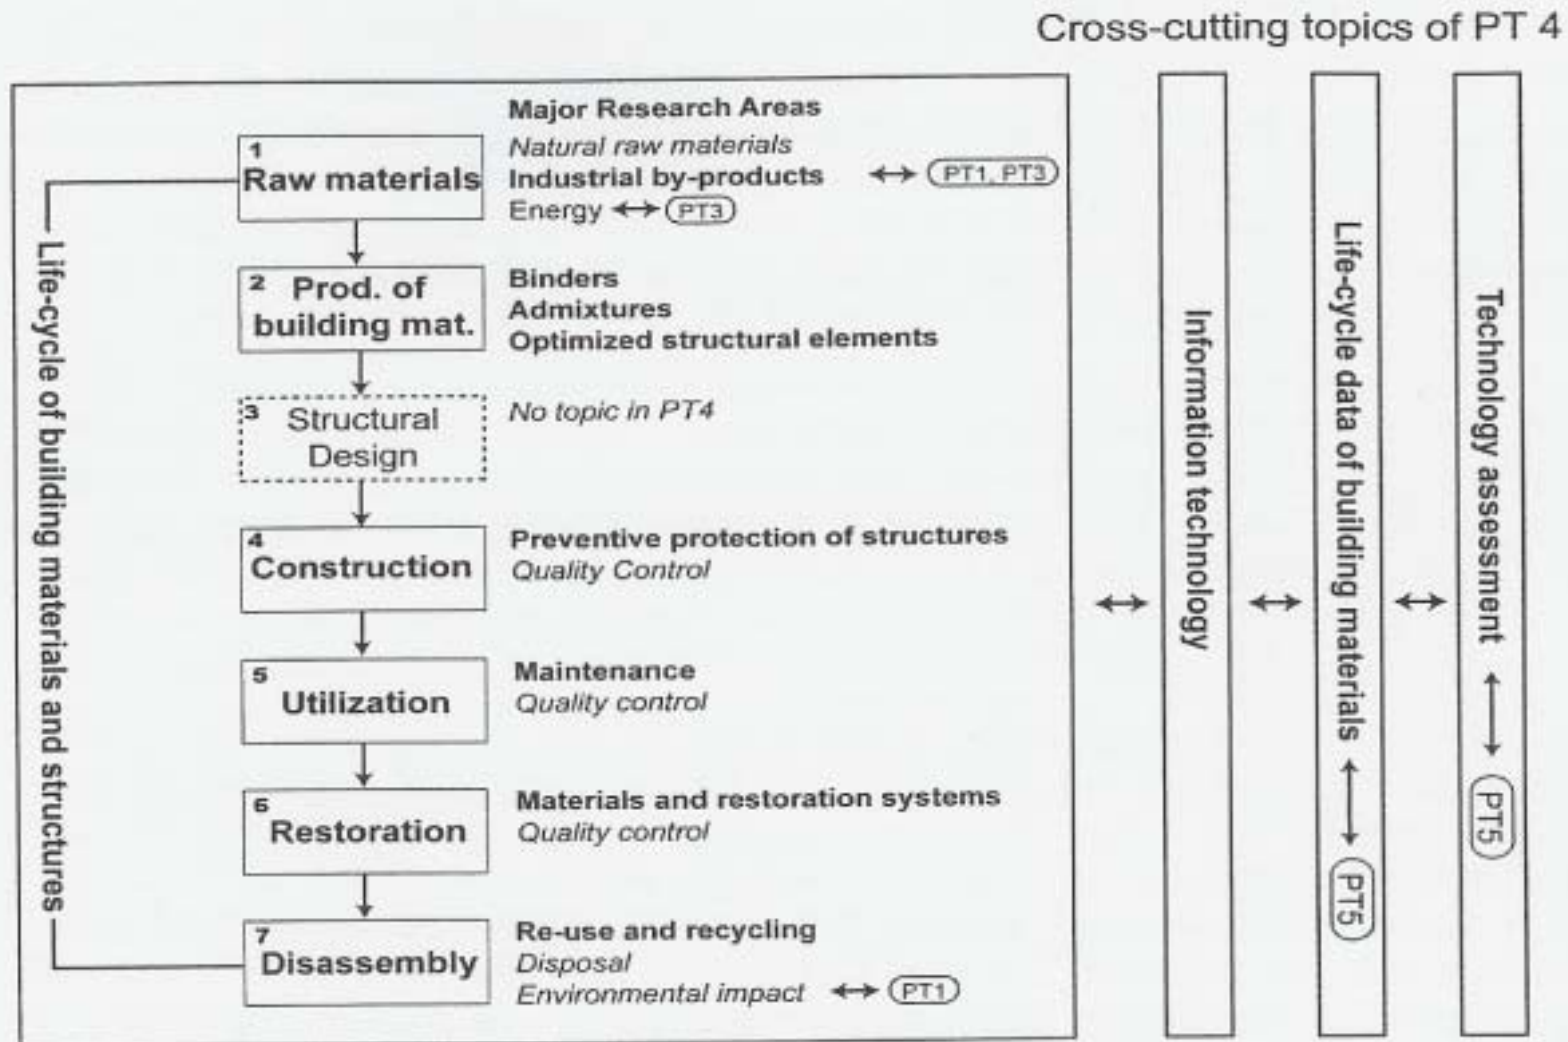 Cross-cutting topics of PT 4
Major Research Areas
1
Raw materials
Natural raw materials
Industrial by-products
PT1, PT3
Energy
PT3
2
Prod. of
building mat.
Binders
Admixtures
Optimized structural elements
3
Structural
Design
No topic in PT4
4
Construction
Preventive protection of structures
Quality Control
5
Utilization
Maintenance
Quality control
6
Restoration
Materials and restoration systems
Quality control
7
Disassembly
Re-use and recycling
Disposal
Environmental impact
PT1
Life-cycle of building materials and structures
Information technology
Life-cycle data of building materials
PT5
Technology assessment
PT5